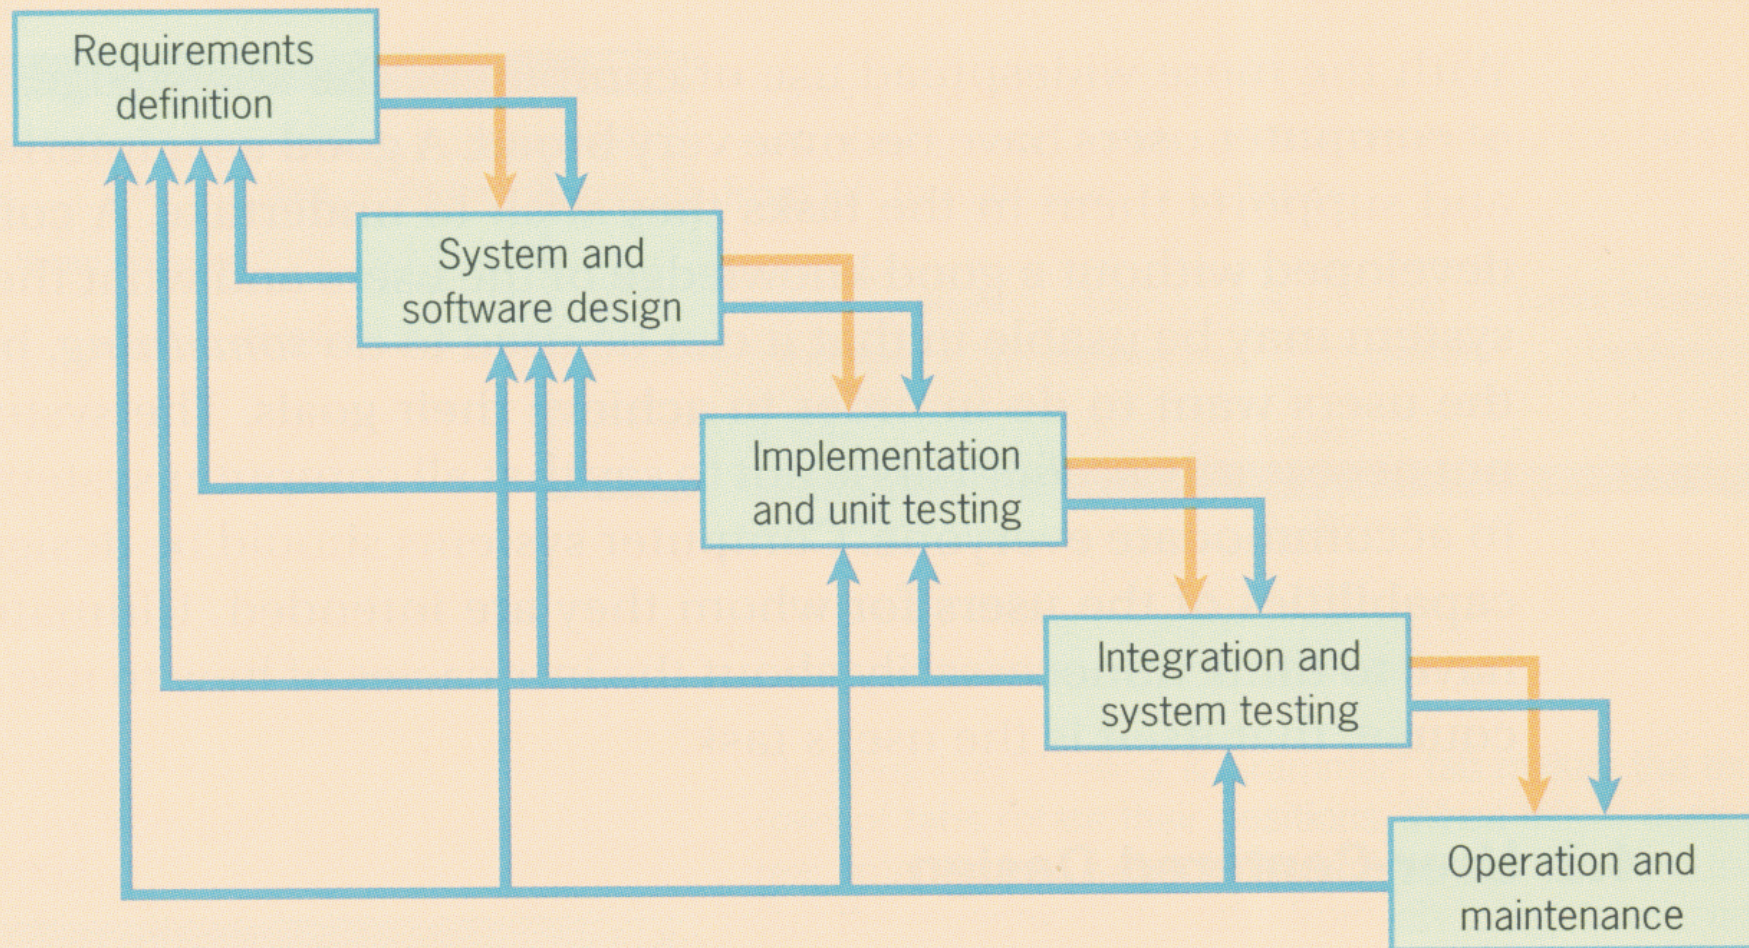 Requirements
definition
System and
software design
Implementation
and unit testing
Integration and
system testing
Operation and
maintenance